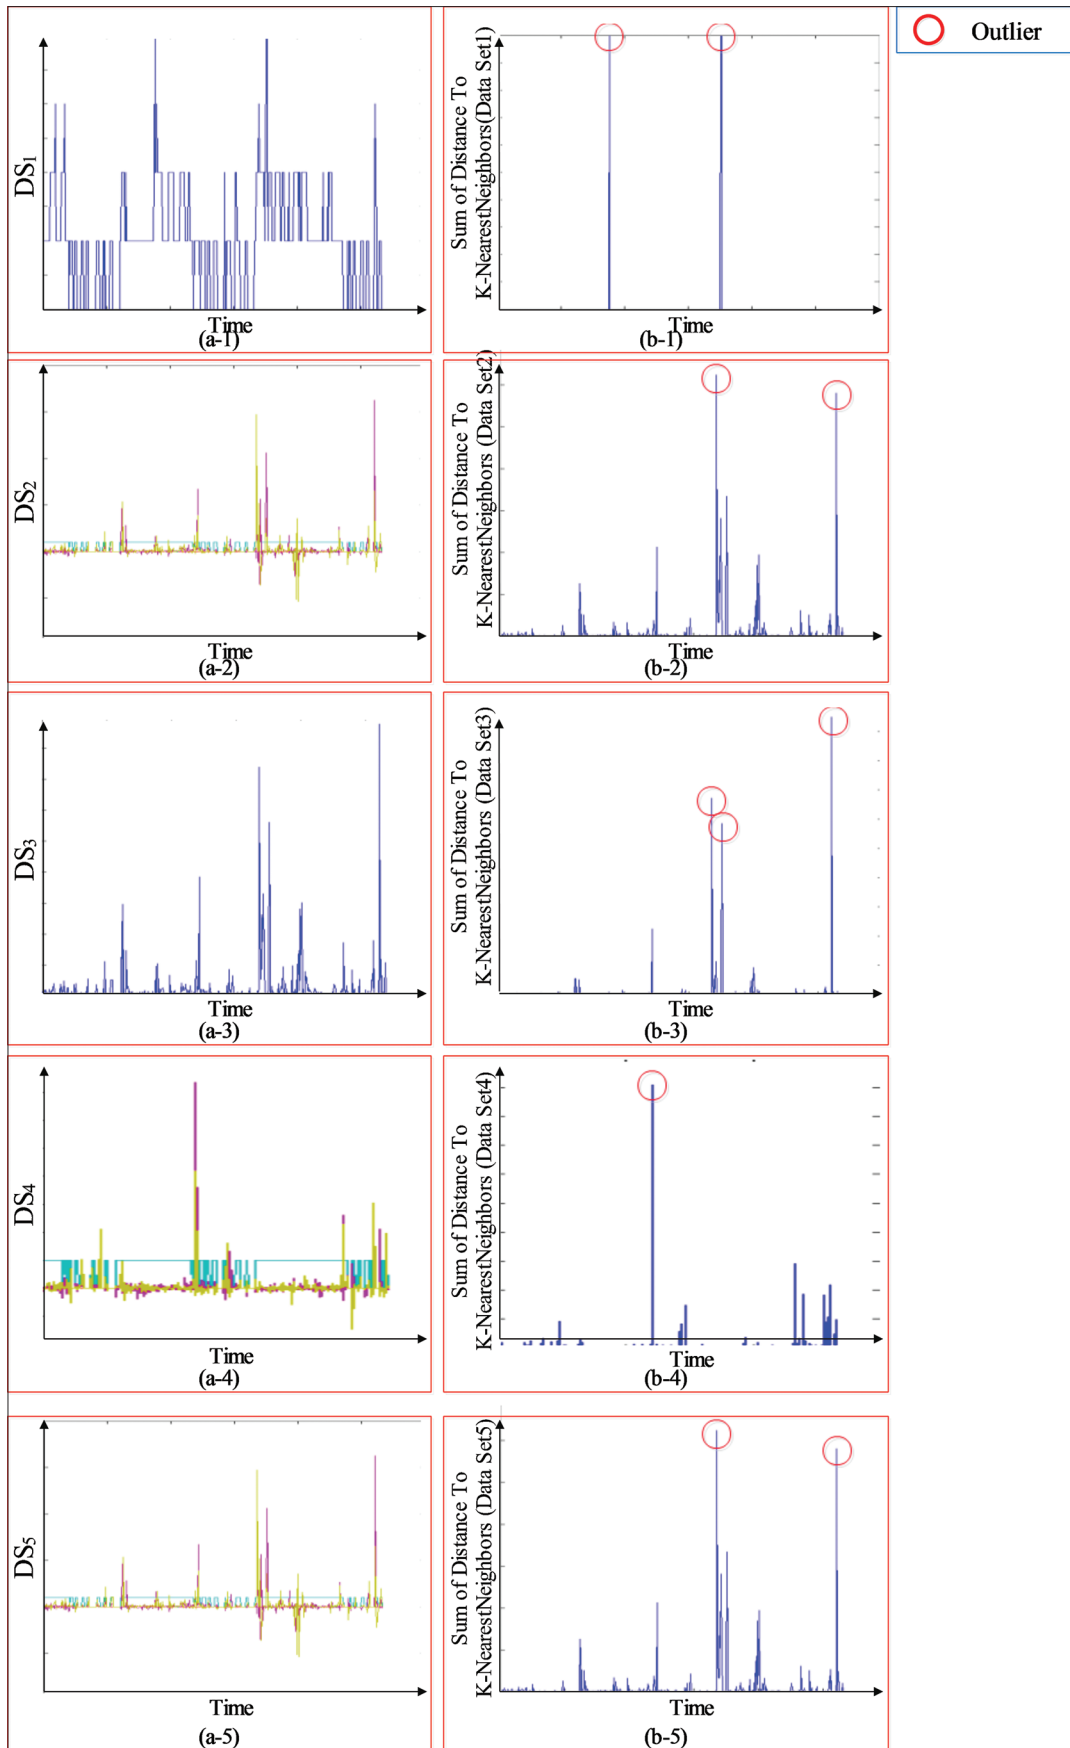 Outlier
DS1
Time
(a-1)
Sum of Distance To
K-NearestNeighbors(Data Set1)
Time
(b-1)
DS2
Time
(a-2)
Sum of Distance To
K-NearestNeighbors (Data Set2)
Time
(b-2)
DS3
Time
(a-3)
Sum of Distance To
K-NearestNeighbors (Data Set3)
Time
(b-3)
DS4
Time
(a-4)
Sum of Distance To
K-NearestNeighbors (Data Set4)
Time
(b-4)
DS5
Time
(a-5)
Sum of Distance To
K-NearestNeighbors (Data Set5)
Time
(b-5)